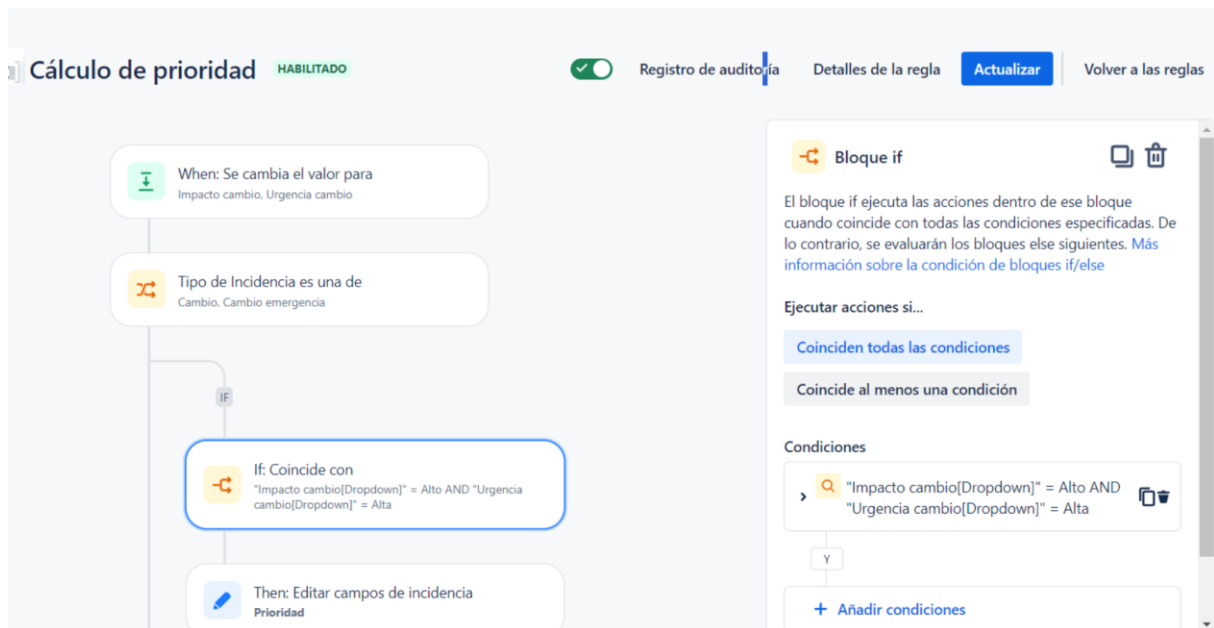 Cálculo de prioridad HABILITADO
Registro de auditoría Detalles de la regla Actualizar Volver a las reglas
When: Se cambia el valor para
Impacto cambio, Urgencia cambio
Tipo de Incidencia es una de
Cambio, Cambio emergencia
IF
If: Coincide con
"Impacto cambio[Dropdown]" = Alto AND "Urgencia
cambio[Dropdown]" = Alta
Then: Editar campos de incidencia
Prioridad
Bloque if
El bloque if ejecuta las acciones dentro de ese bloque
cuando coincide con todas las condiciones especificadas. De
lo contrario, se evaluarán los bloques else siguientes. Más
información sobre la condición de bloques if/else
Ejecutar acciones si...
Coinciden todas las condiciones
Coincide al menos una condición
Condiciones
"Impacto cambio[Dropdown]" = Alto AND
"Urgencia cambio[Dropdown]" = Alta
Y
+ Añadir condiciones